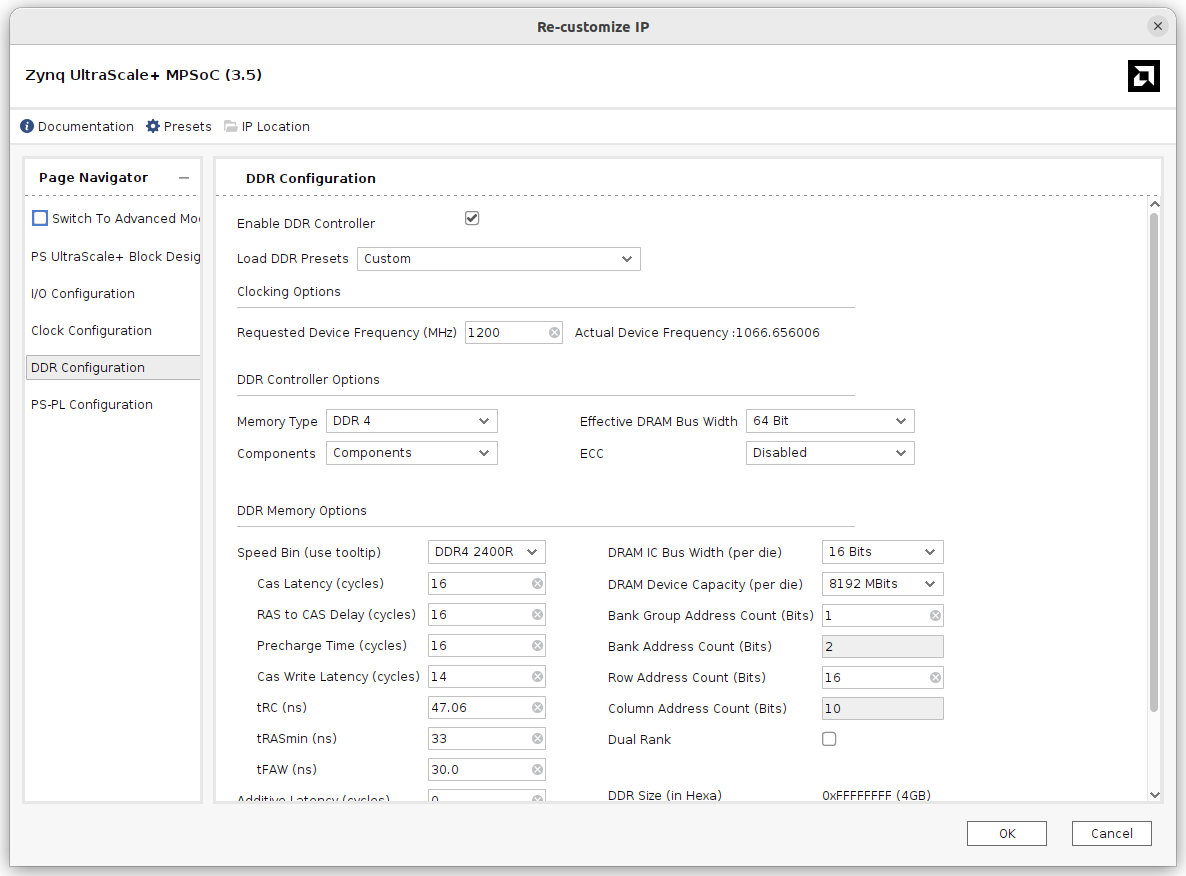 Re-customize IP
Zynq UltraScale+ MPSoC (3.5)
Documentation Presets IP Location
Page Navigator
Switch To Advanced Mo
PS UltraScale+ Block Desig
I/O Configuration
Clock Configuration
DDR Configuration
PS-PL Configuration
DDR Configuration
Enable DDR Controller
Load DDR Presets Custom
Clocking Options
Requested Device Frequency (MHz) 1200 Actual Device Frequency :1066.656006
DDR Controller Options
Memory Type DDR 4 Effective DRAM Bus Width 64 Bit
Components Components ECC Disabled
DDR Memory Options
Speed Bin (use tooltip) DDR4 2400R DRAM IC Bus Width (per die) 16 Bits
Cas Latency (cycles) 16 DRAM Device Capacity (per die) 8192 MBits
RAS to CAS Delay (cycles) 16 Bank Group Address Count (Bits) 1
Precharge Time (cycles) 16 Bank Address Count (Bits) 2
Cas Write Latency (cycles) 14 Row Address Count (Bits) 16
tRC (ns) 47.06 Column Address Count (Bits) 10
tRASmin (ns) 33 Dual Rank
tFAW (ns) 30.0
Additive Latency (cycles) 0 DDR Size (in Hexa) 0xFFFFFFFF (4GB)
OK Cancel